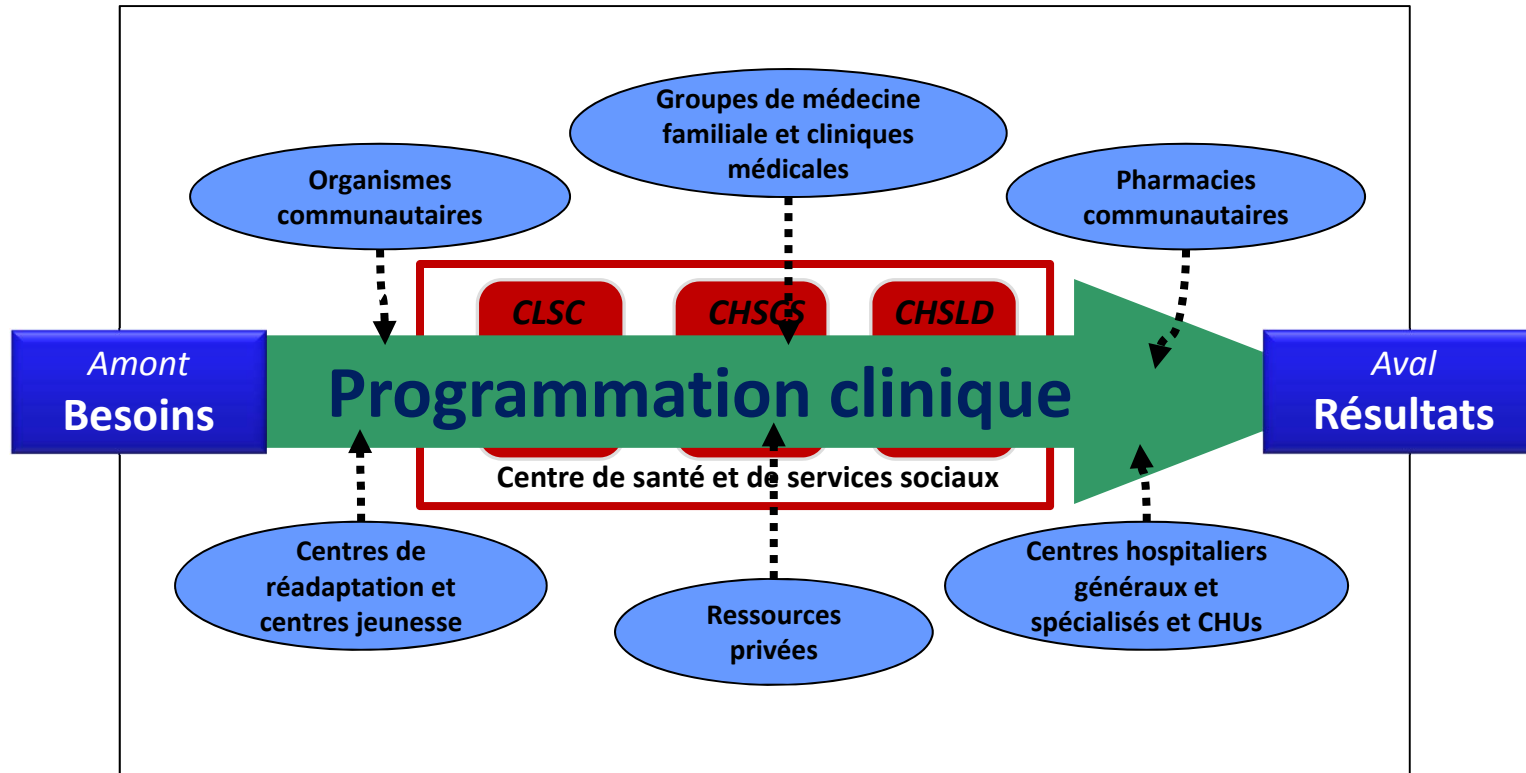 Groupes de médecine
familiale et cliniques
médicales
Organismes
communautaires
Pharmacies
communautaires
CLSC
CHSCS
CHSLD
Amont
Besoins
Programmation clinique
Aval
Résultats
Centre de santé et de services sociaux
Centres de
réadaptation et
centres jeunesse
Ressources
privées
Centres hospitaliers
généraux et
spécialisés et CHUs